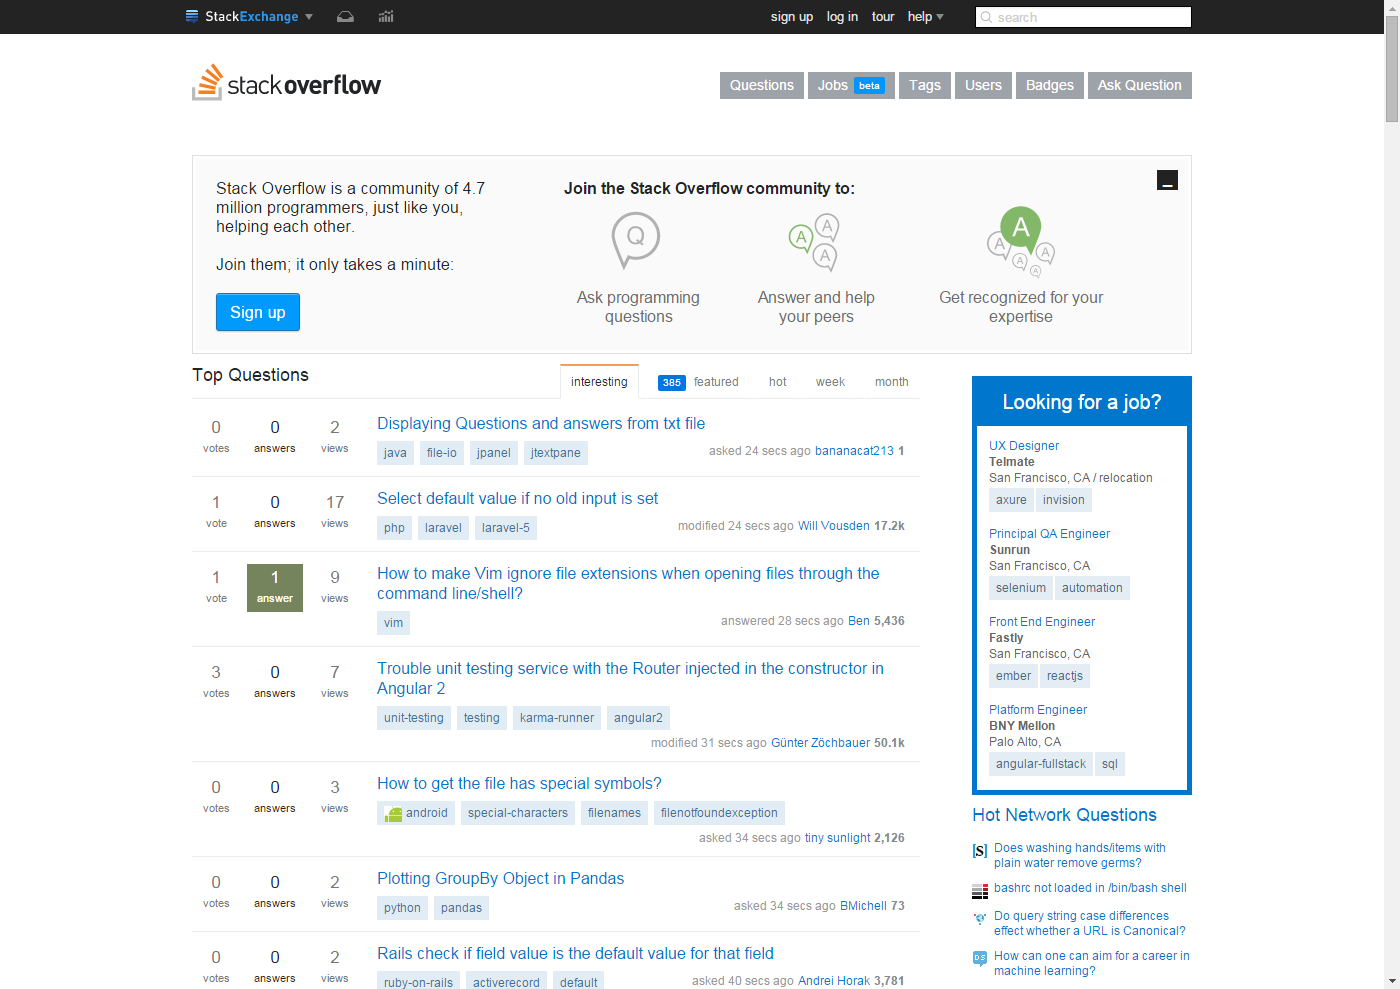 StackExchange
sign up log in tour help
search
stackoverflow
Questions Jobs beta Tags Users Badges Ask Question
Stack Overflow is a community of 4.7
million programmers, just like you,
helping each other.
Join them; it only takes a minute:
Sign up
Join the Stack Overflow community to:
Q
A A A
A A A A A
Ask programming
questions
Answer and help
your peers
Get recognized for your
expertise
Top Questions
interesting 385 featured hot week month
0 votes 0 answers 2 views
Displaying Questions and answers from txt file
java file-io jpanel jtextpane
asked 24 secs ago bananacat213 1
1 vote 0 answers 17 views
Select default value if no old input is set
php laravel laravel-5
modified 24 secs ago Will Vousden 17.2k
1 vote 1 answer 9 views
How to make Vim ignore file extensions when opening files through the
command line/shell?
vim
answered 28 secs ago Ben 5,436
3 votes 0 answers 7 views
Trouble unit testing service with the Router injected in the constructor in
Angular 2
unit-testing testing karma-runner angular2
modified 31 secs ago Günter Zöchbauer 50.1k
0 votes 0 answers 3 views
How to get the file has special symbols?
android special-characters filenames filenotfoundexception
asked 34 secs ago tiny sunlight 2,126
0 votes 0 answers 2 views
Plotting GroupBy Object in Pandas
python pandas
asked 34 secs ago BMichell 73
0 votes 0 answers 2 views
Rails check if field value is the default value for that field
ruby-on-rails activerecord default
asked 40 secs ago Andrei Horak 3,781
Looking for a job?
UX Designer
Telmate
San Francisco, CA / relocation
axure invision
Principal QA Engineer
Sunrun
San Francisco, CA
selenium automation
Front End Engineer
Fastly
San Francisco, CA
ember reactjs
Platform Engineer
BNY Mellon
Palo Alto, CA
angular-fullstack sql
Hot Network Questions
[S] Does washing hands/items with
plain water remove germs?
bashrc not loaded in /bin/bash shell
Do query string case differences
effect whether a URL is Canonical?
DS How can one can aim for a career in
machine learning?